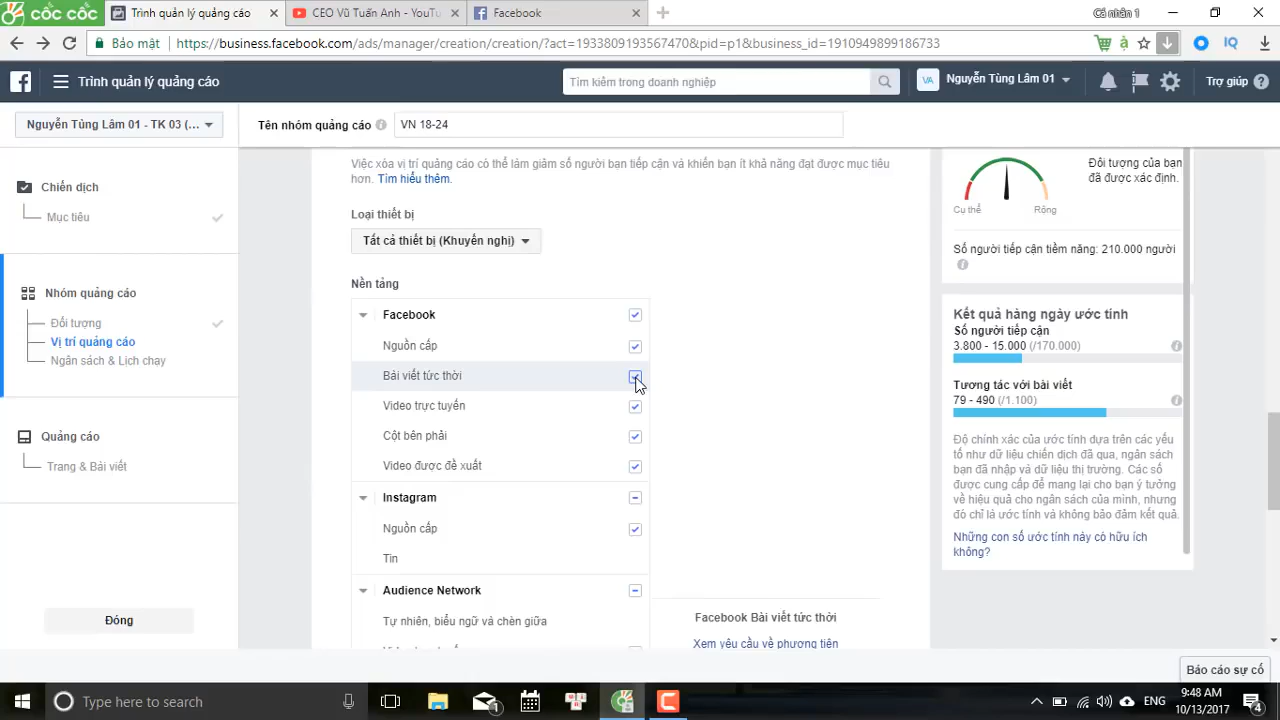 cốc cốc
Trình quản lý quảng cáo
CEO Vũ Tuấn Anh - YouTu
Facebook
Cá nhân 1
Bảo mật
https://business.facebook.com/ads/manager/creation/creation/?act=19338091935674470&pid=p1&business_id=1910949899186733
Trình quản lý quảng cáo
Tìm kiếm trong doanh nghiệp
VA
Nguyễn Tùng Lâm 01
Trợ giúp
Nguyễn Tùng Lâm 01 - TK 03 (...
Tên nhóm quảng cáo
VN 18-24
Chiến dịch
Mục tiêu
Nhóm quảng cáo
Đối tượng
Vị trí quảng cáo
Ngân sách & Lịch chạy
Quảng cáo
Trang & Bài viết
Đóng
Việc xóa vị trí quảng cáo có thể làm giảm số người bạn tiếp cận và khiến bạn ít khả năng đạt được mục tiêu
hơn. Tìm hiểu thêm.
Loại thiết bị
Tất cả thiết bị (Khuyến nghị)
Nền tảng
Facebook
Nguồn cấp
Bài viết tức thời
Video trực tuyến
Cột bên phải
Video được đề xuất
Instagram
Nguồn cấp
Tin
Audience Network
Tự nhiên, biểu ngữ và chèn giữa
Facebook Bài viết tức thời
Xem yêu cầu về phương tiện
Đối tượng của bạn
đã được xác định.
Cụ thể
Rộng
Số người tiếp cận tiềm năng: 210.000 người
Kết quả hàng ngày ước tính
Số người tiếp cận
3.800 - 15.000 (/170.000)
Tương tác với bài viết
79 - 490 (/1.100)
Độ chính xác của ước tính dựa trên các yếu
tố như dữ liệu chiến dịch đã qua, ngân sách
bạn đã nhập và dữ liệu thị trường. Các số
được cung cấp để mang lại cho bạn ý tưởng
về hiệu quả cho ngân sách của mình, nhưng
đó chỉ là ước tính và không bảo đảm kết quả.
Những con số ước tính này có hữu ích
không?
Báo cáo sự cố
Type here to search
1
ENG
9:48 AM
10/13/2017
4